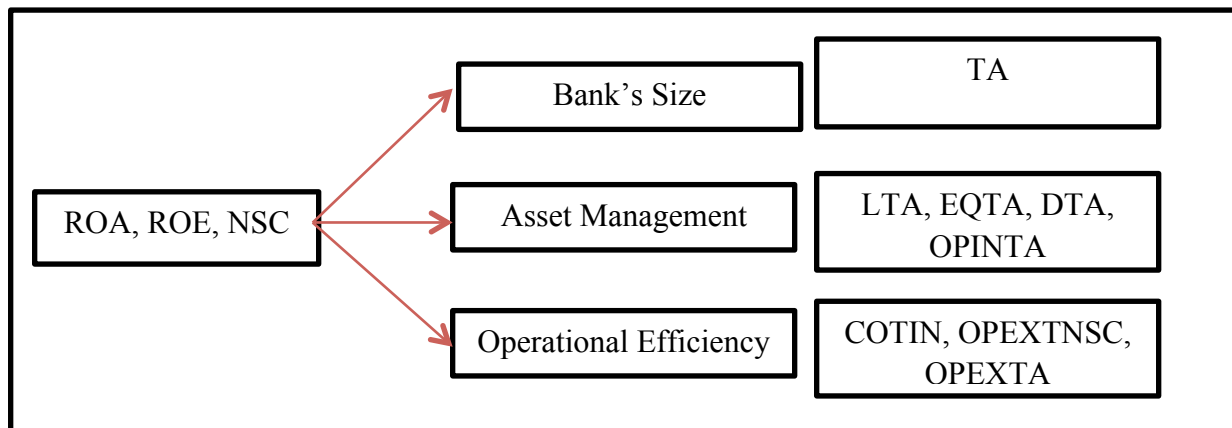 ROA, ROE, NSC
Bank’s Size
TA
Asset Management
LTA, EQTA, DTA,
OPINTA
Operational Efficiency
COTIN, OPEXTNSC,
OPEXTA